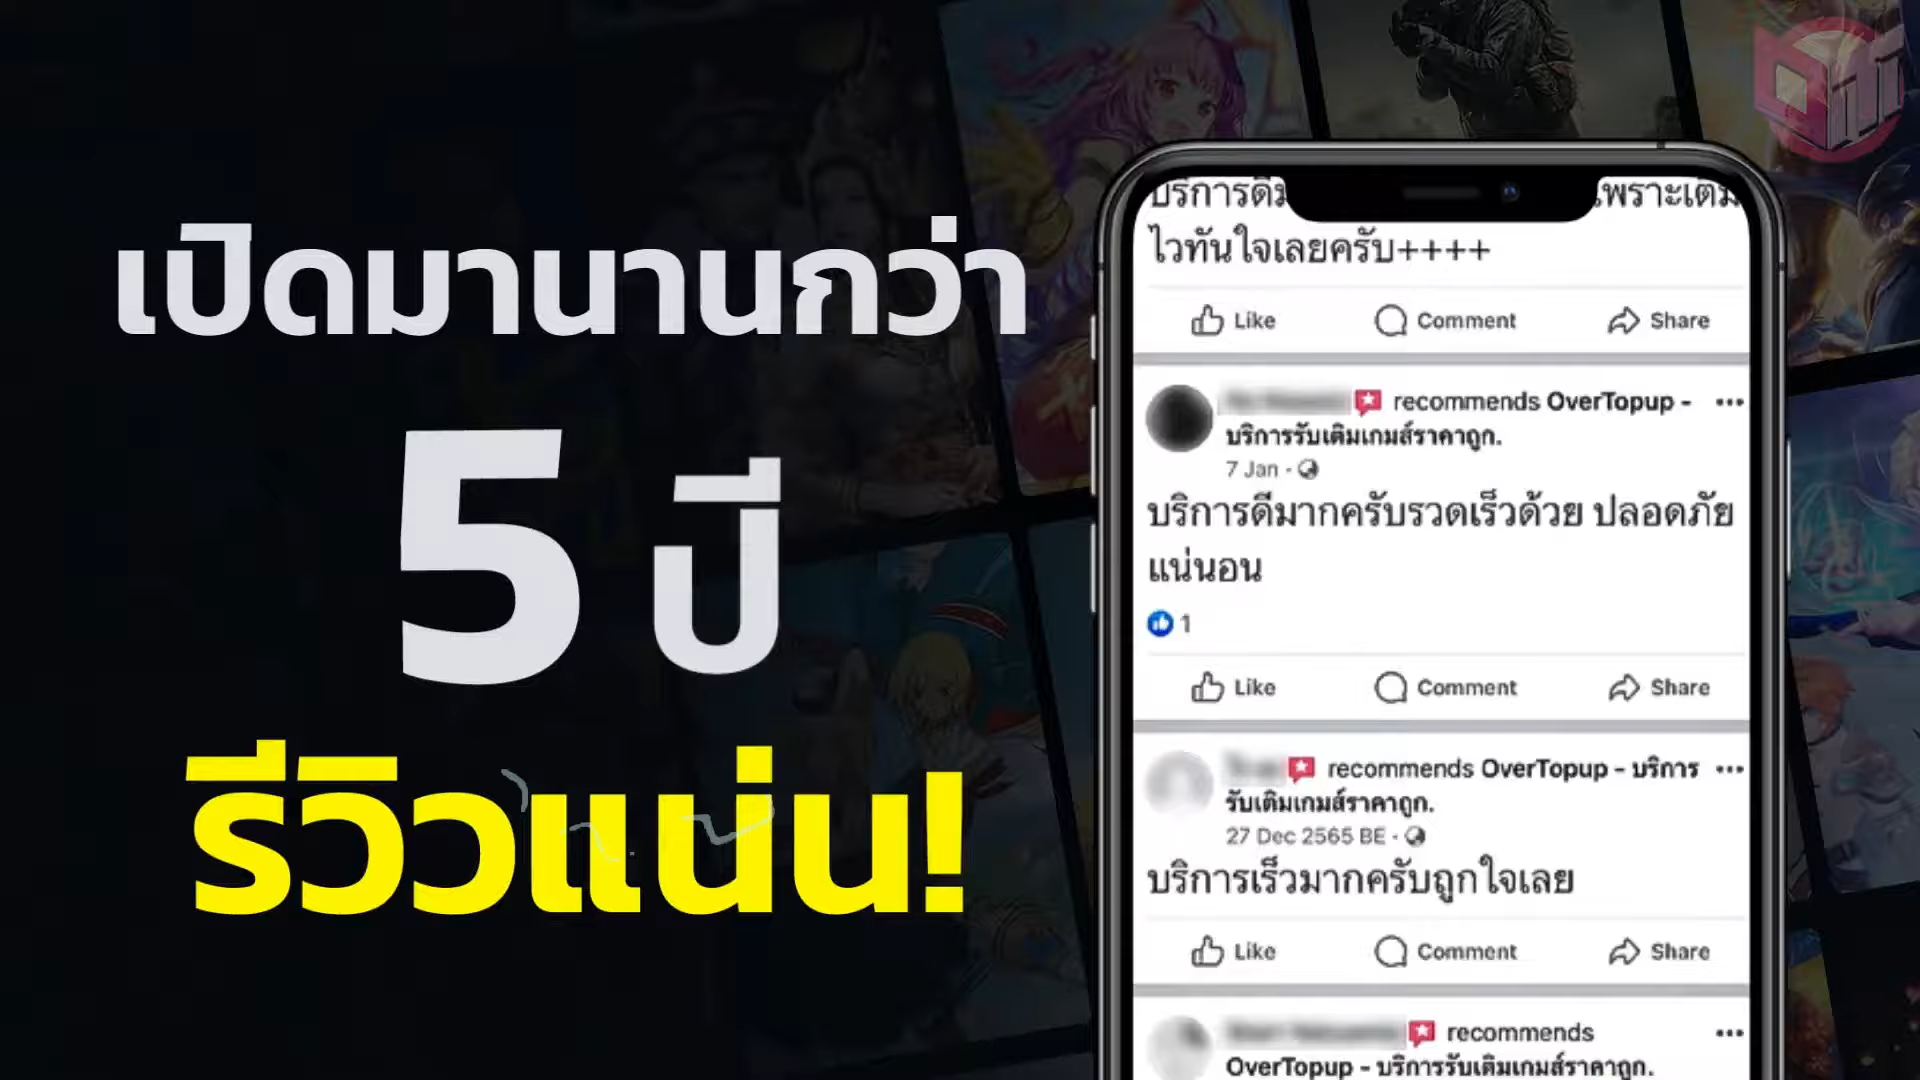 เปิดมานานกว่า
5 ปี
รีวิวแน่น!
เพราะเติม
ไวทันใจเลยครับ++++
Like Comment Share
recommends OverTopup -
บริการรับเติมเกมส์ราคาถูก.
7 Jan ·
บริการดีมากครับรวดเร็วด้วย ปลอดภัย
แน่นอน
1
Like Comment Share
recommends OverTopup - บริการ
รับเติมเกมส์ราคาถูก.
27 Dec 2565 BE ·
บริการเร็วมากครับถูกใจเลย
Like Comment Share
recommends
OverTopup - บริการรับเติมเกมส์ราคาถูก.